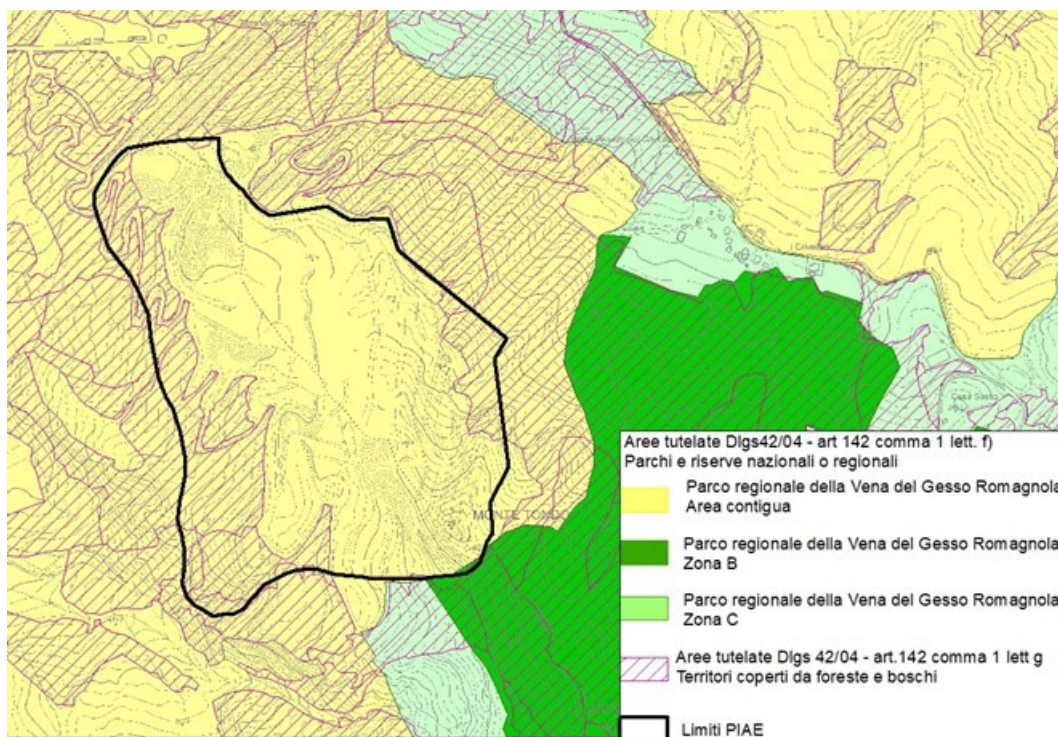 i Crivellari
Casa Sasso
MONTE TONDO
Aree tutelate Dlgs42/04 - art 142 comma 1 lett. f)
Parchi e riserve nazionali o regionali
Parco regionale della Vena del Gesso Romagnola
Area contigua
Parco regionale della Vena del Gesso Romagnola
Zona B
Parco regionale della Vena del Gesso Romagnola
Zona C
Aree tutelate Dlgs 42/04 - art.142 comma 1 lett g
Territori coperti da foreste e boschi
Limiti PIAE